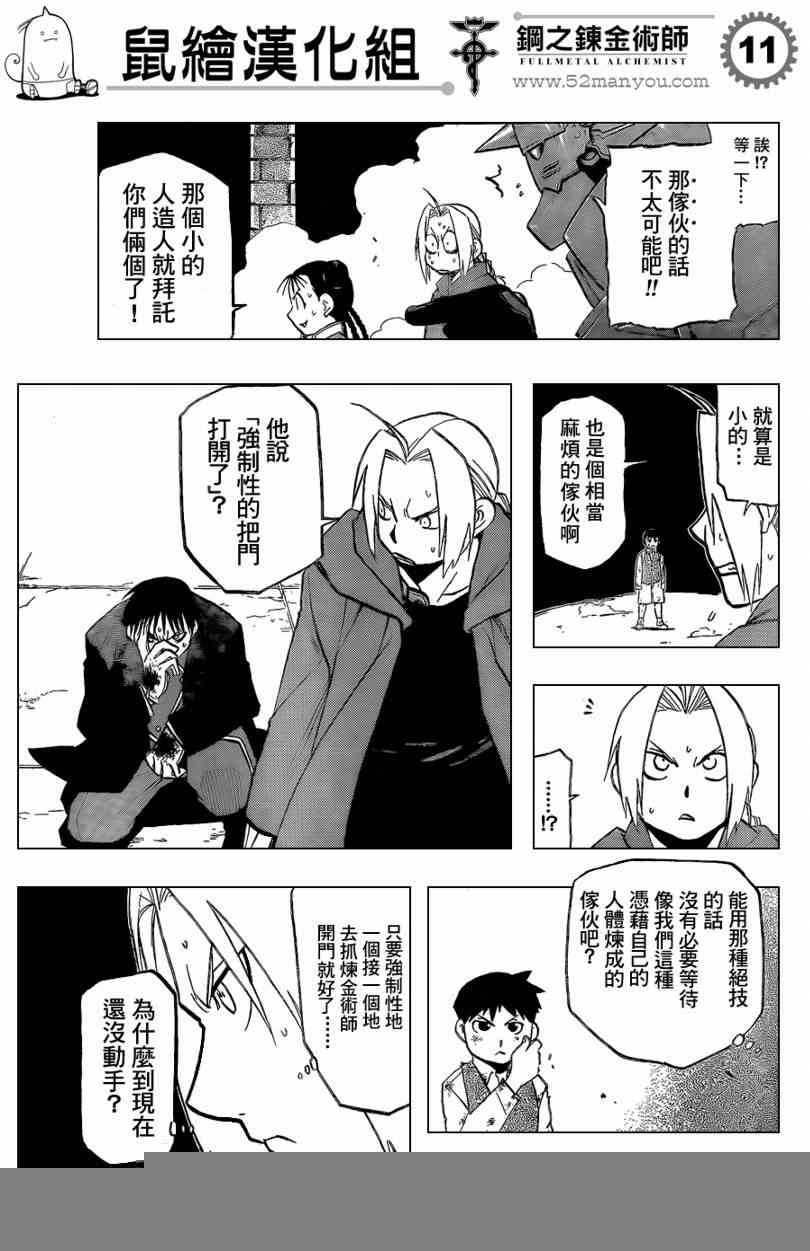 鼠繪漢化組
鋼之鍊金術師
FULLMETAL ALCHEMIST
www.52manyou.com
11
誒!?
等一下…
那傢伙的話
不太可能吧!!
那個小的
人造人就拜託
你們倆個了！
就算是
小的…
也是個相當
麻煩的傢伙啊
他說
「強制性的把門
打開了」？
……!?
能用那種絕技
的話
沒有必要等待
像我們這種
憑藉自己的
人體煉成的
傢伙吧？
只要強制性地
一個接一個地
去抓煉金術師
開門就好了……
為什麼到現在
還沒動手？